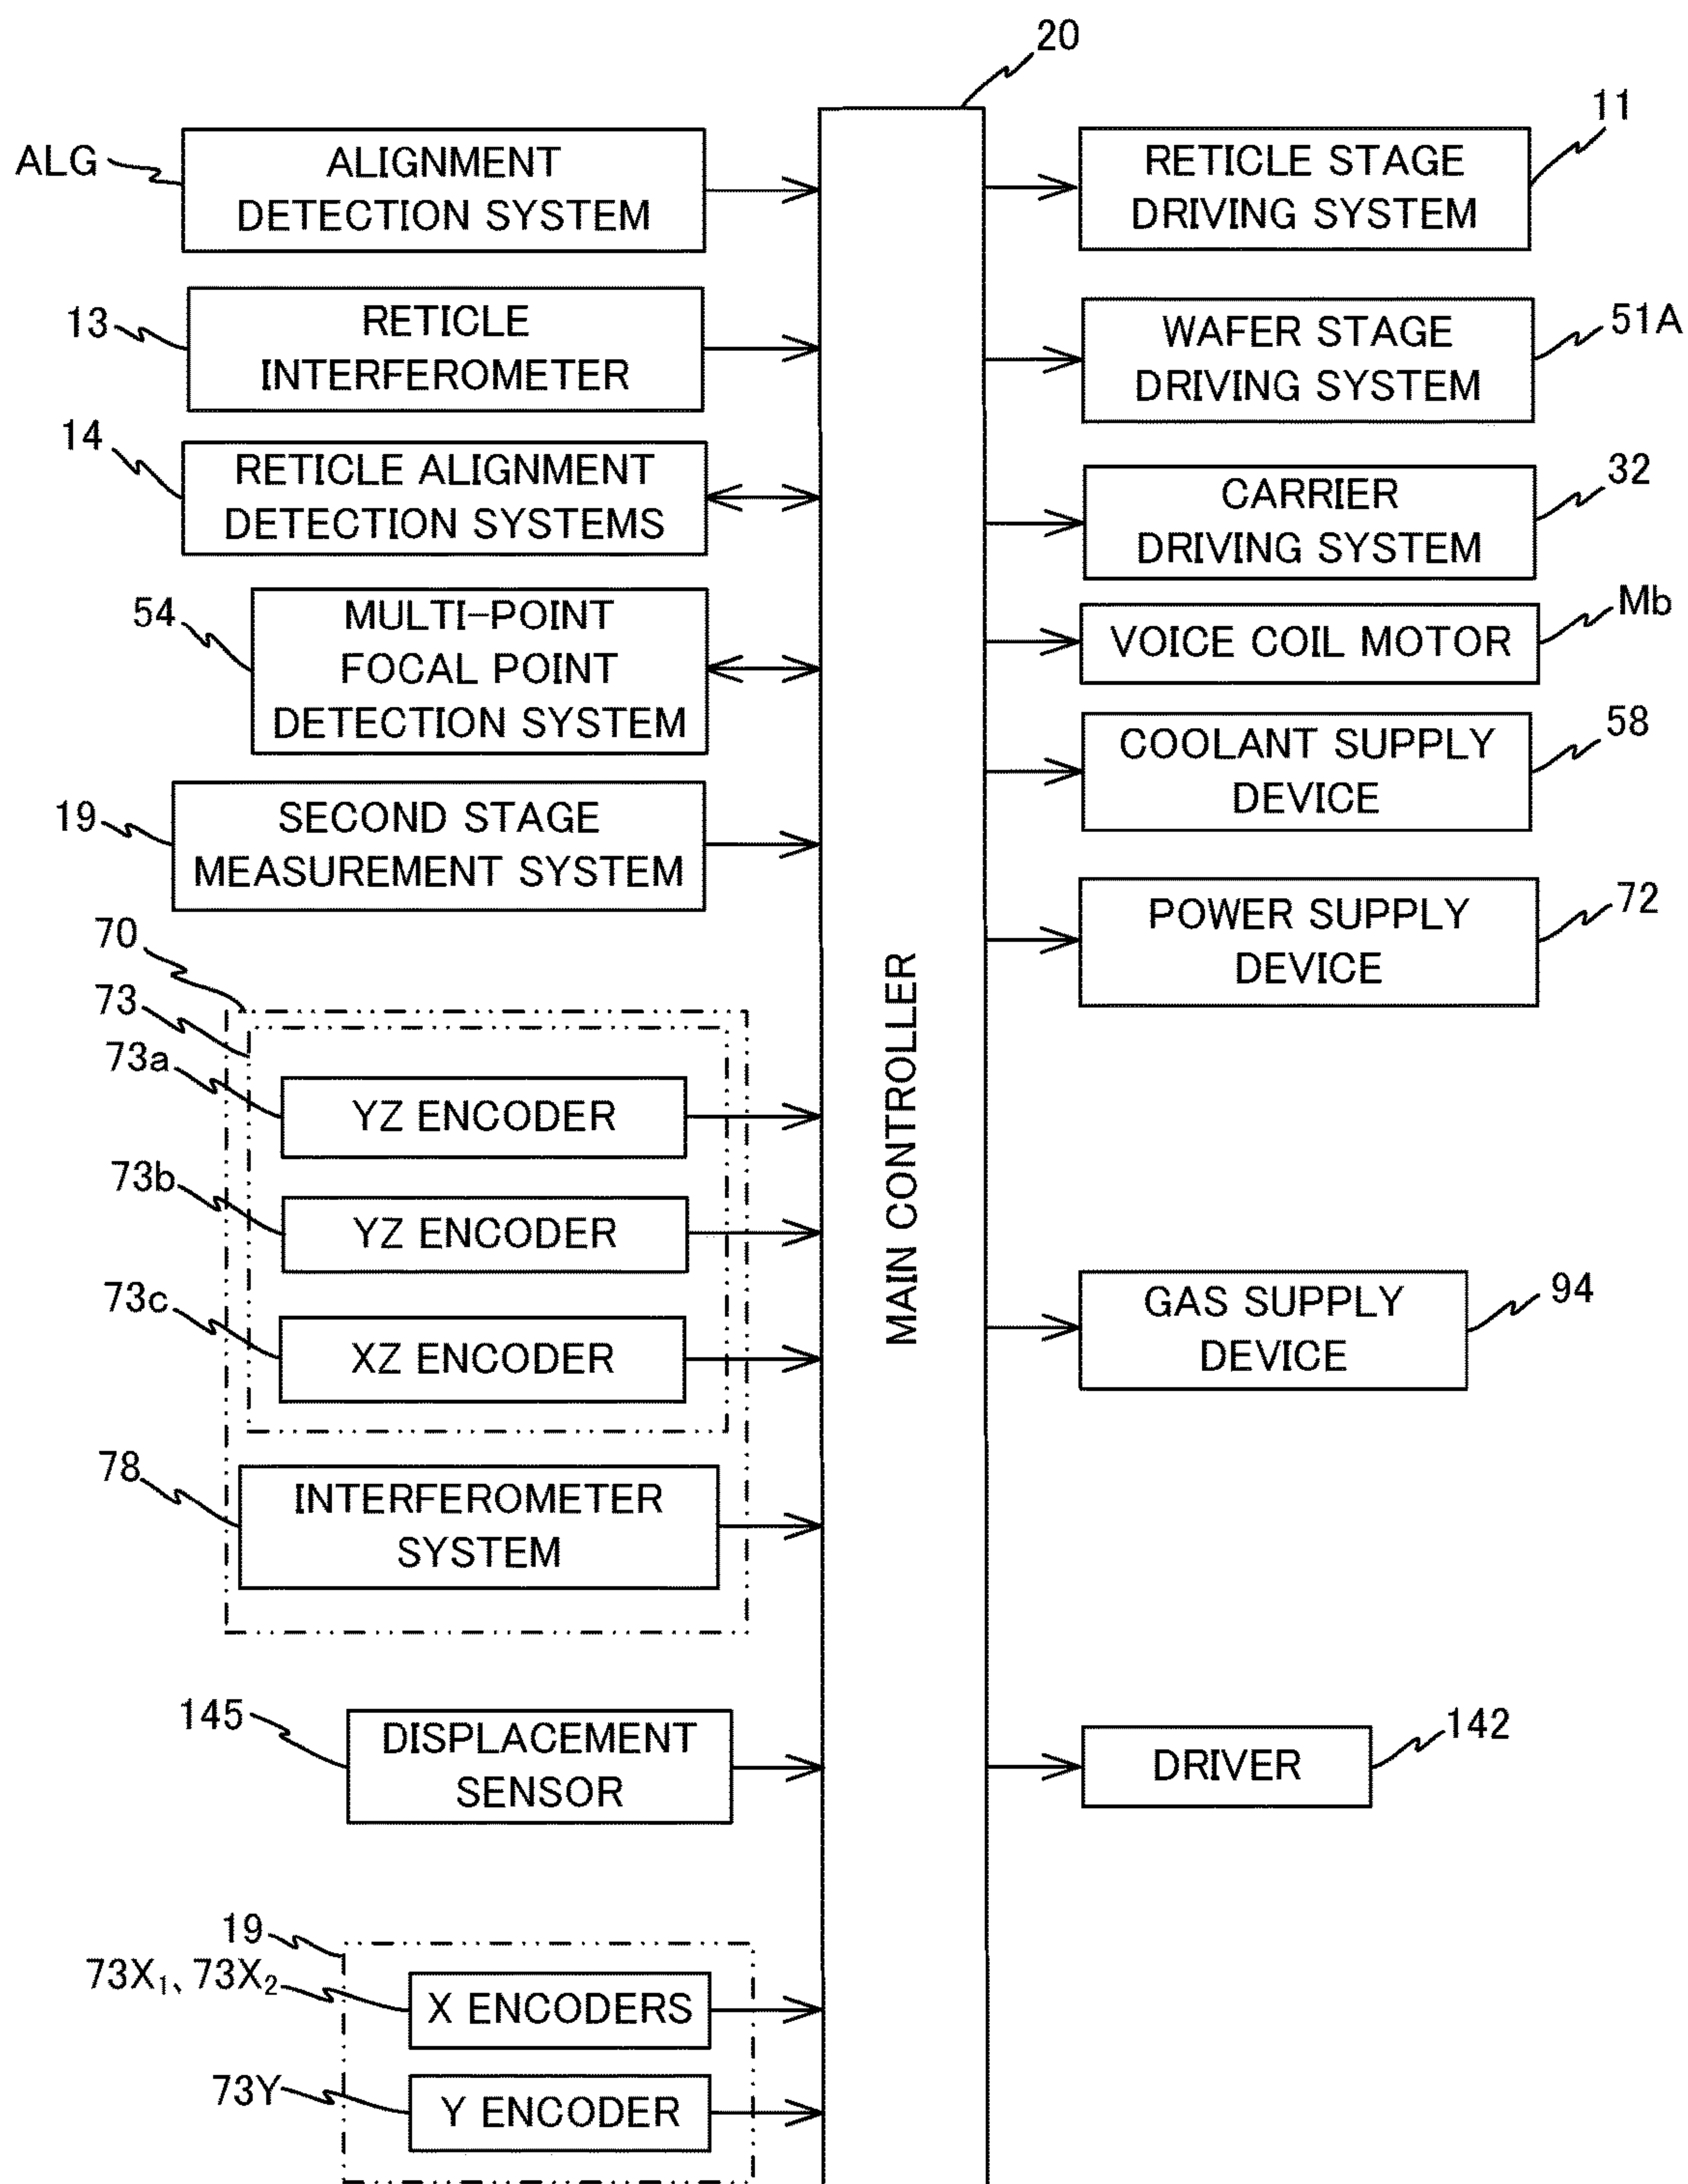 20
ALG
ALIGNMENT
DETECTION SYSTEM
13
RETICLE
INTERFEROMETER
14
RETICLE ALIGNMENT
DETECTION SYSTEMS
54
MULTI-POINT
FOCAL POINT
DETECTION SYSTEM
19
SECOND STAGE
MEASUREMENT SYSTEM
70
73
73a
YZ ENCODER
73b
YZ ENCODER
73c
XZ ENCODER
78
INTERFEROMETER
SYSTEM
145
DISPLACEMENT
SENSOR
19
73X₁、73X₂
X ENCODERS
73Y
Y ENCODER
MAIN CONTROLLER
11
RETICLE STAGE
DRIVING SYSTEM
51A
WAFER STAGE
DRIVING SYSTEM
32
CARRIER
DRIVING SYSTEM
Mb
VOICE COIL MOTOR
58
COOLANT SUPPLY
DEVICE
72
POWER SUPPLY
DEVICE
94
GAS SUPPLY
DEVICE
142
DRIVER